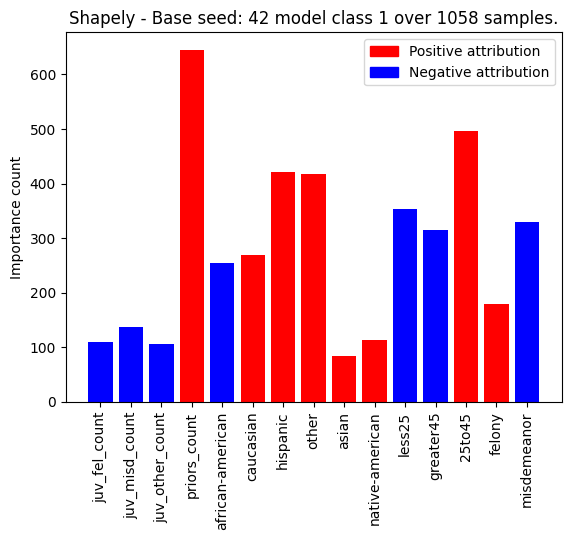 Shapely - Base seed: 42 model class 1 over 1058 samples.
Positive attribution
Negative attribution
Importance count
600
500
400
300
200
100
0
juv_fel_count
juv_misd_count
juv_other_count
priors_count
african-american
caucasian
hispanic
other
asian
native-american
less25
greater45
25to45
felony
misdemeanor